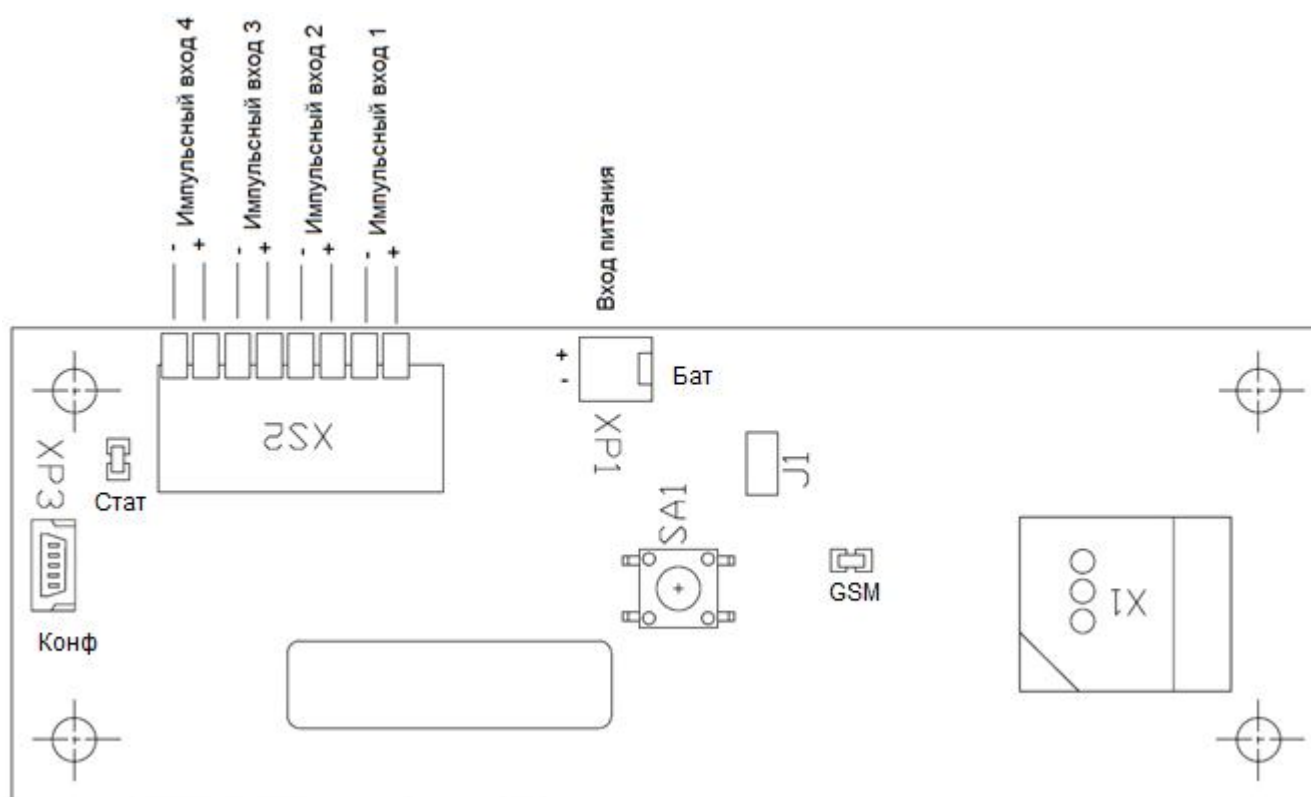 - Импульсный вход 4
+
- Импульсный вход 3
+
- Импульсный вход 2
+
- Импульсный вход 1
+
Вход питания
- +
Бат
XP1
XS2
XP3
Стат
Конф
SA1
J1
GSM
X1